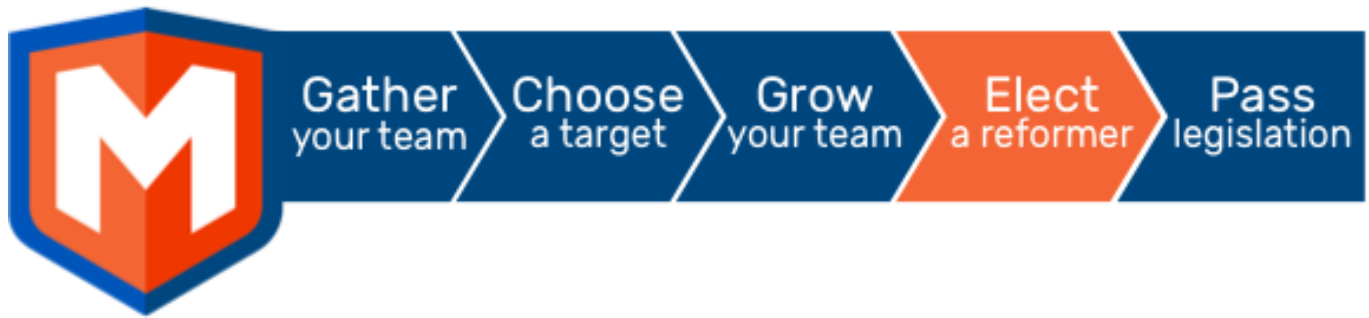 M
Gather
your team
Choose
a target
Grow
your team
Elect
a reformer
Pass
legislation